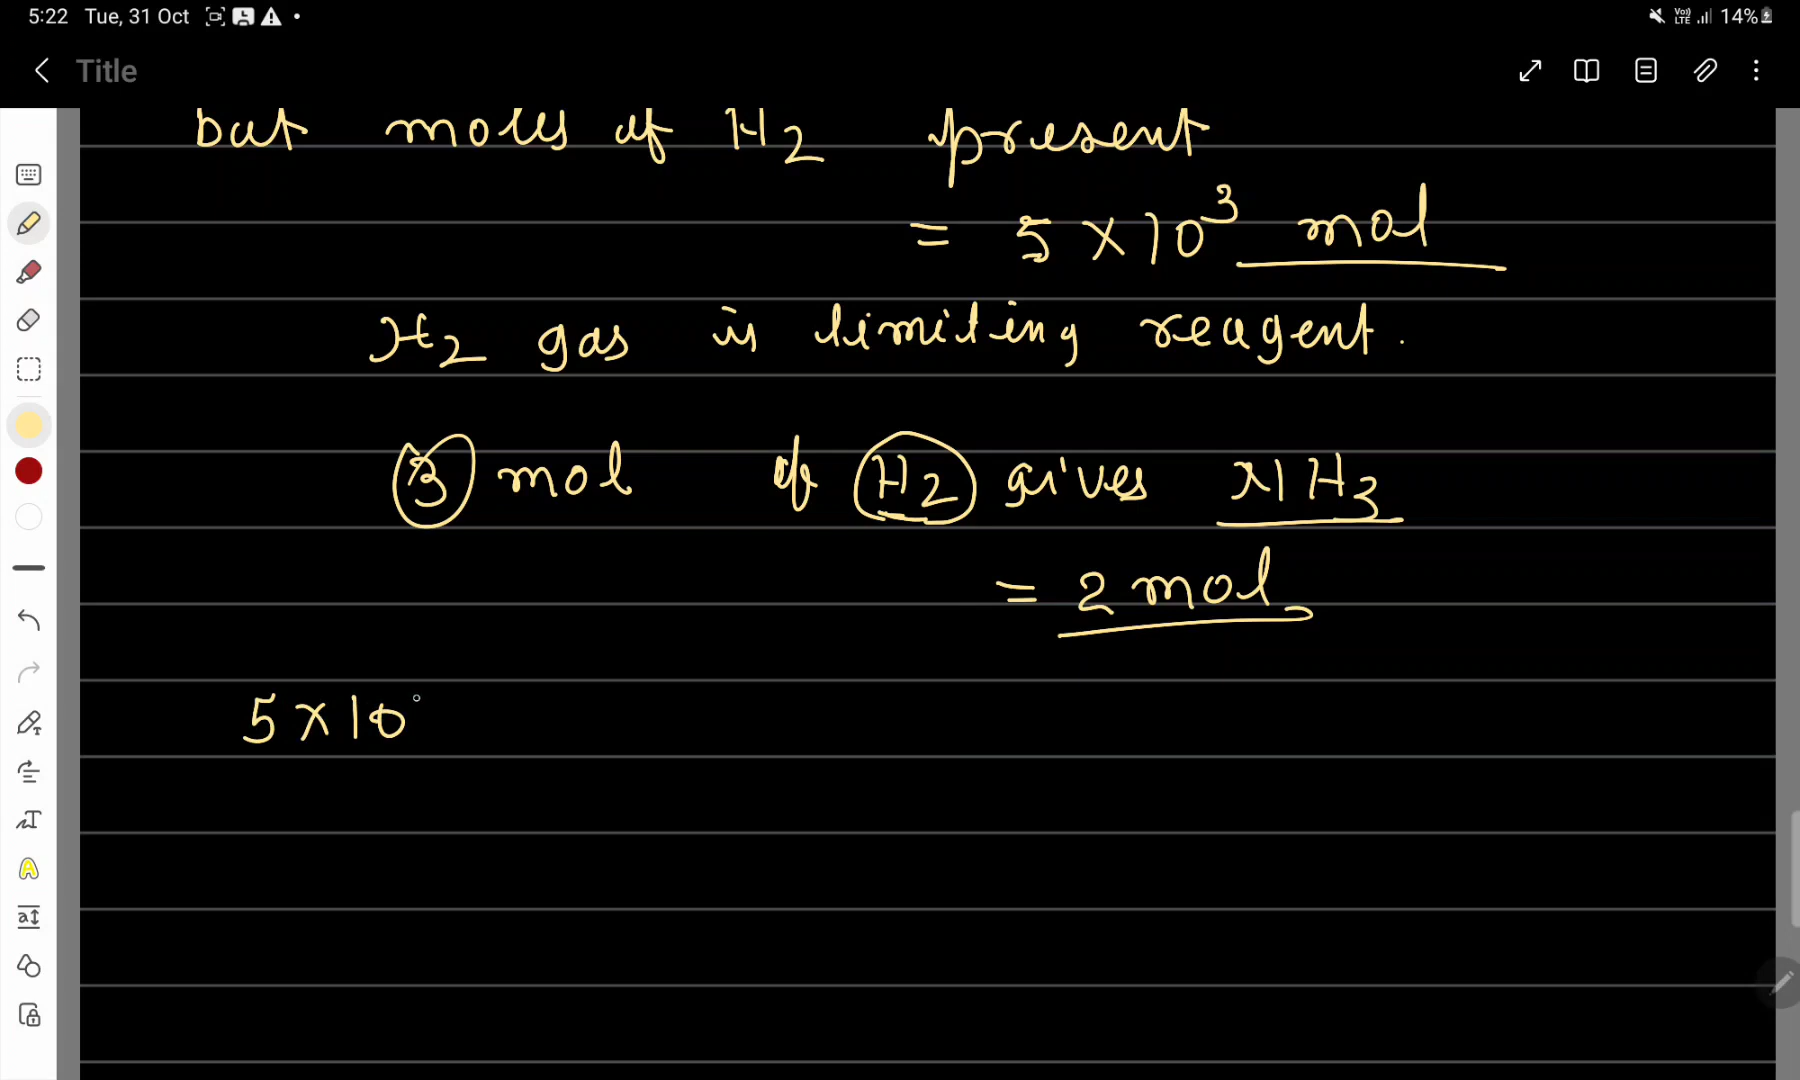 5:22 Tue, 31 Oct 14%
Title
but moles of H2 present
= 5 × 10³ mol
H2 gas is limiting reagent.
3 mol of H2 gives NH3
= 2 mol
5 × 10